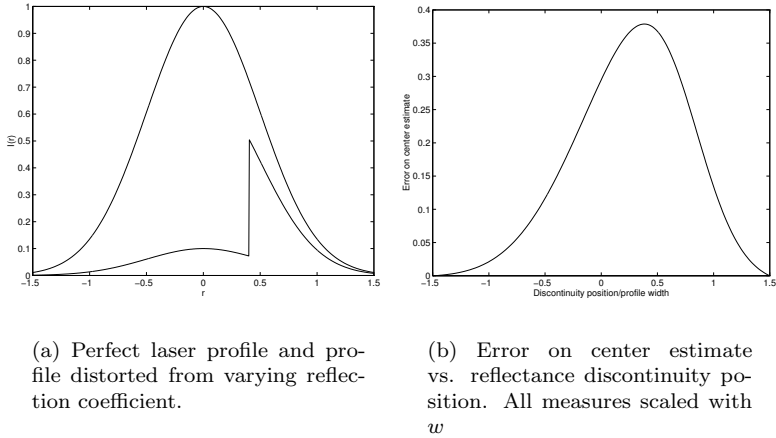 1
0.9
0.8
0.7
0.6
0.5
0.4
0.3
0.2
0.1
0
I(r)
−1.5 −1 −0.5 0 0.5 1 1.5
r
0.4
0.35
0.3
0.25
0.2
0.15
0.1
0.05
0
Error on center estimate
−1.5 −1 −0.5 0 0.5 1 1.5
Discontinuity position/profile width
(a) Perfect laser profile and pro-
file distorted from varying reflec-
tion coefficient.
(b) Error on center estimate
vs. reflectance discontinuity po-
sition. All measures scaled with
w